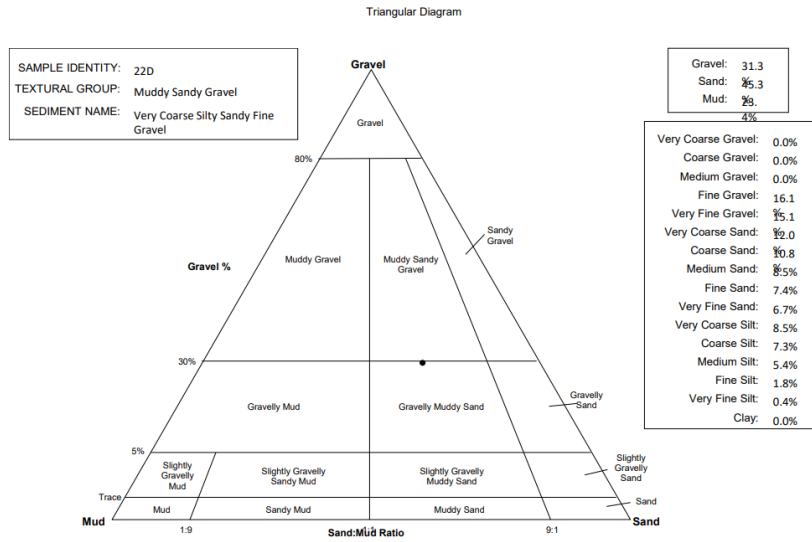 Triangular Diagram
SAMPLE IDENTITY: 22D
TEXTURAL GROUP: Muddy Sandy Gravel
SEDIMENT NAME: Very Coarse Silty Sandy Fine
Gravel
Gravel: 31.3
%
Sand: 45.3
%
Mud: 23.
4%
Very Coarse Gravel: 0.0%
Coarse Gravel: 0.0%
Medium Gravel: 0.0%
Fine Gravel: 16.1
%
Very Fine Gravel: 15.1
%
Very Coarse Sand: 12.0
%
Coarse Sand: 10.8
%
Medium Sand: 8.5%
Fine Sand: 7.4%
Very Fine Sand: 6.7%
Very Coarse Silt: 8.5%
Coarse Silt: 7.3%
Medium Silt: 5.4%
Fine Silt: 1.8%
Very Fine Silt: 0.4%
Clay: 0.0%
Gravel
Gravel
80%
Sandy
Gravel
Muddy Gravel
Muddy Sandy
Gravel
Gravel %
30%
Gravelly Mud
Gravelly Muddy Sand
Gravelly
Sand
5%
Slightly
Gravelly
Mud
Slightly Gravelly
Sandy Mud
Slightly Gravelly
Muddy Sand
Slightly
Gravelly
Sand
Trace
Mud
Sandy Mud
Muddy Sand
Sand
Mud
Sand
1:9
9:1
Sand:Mud Ratio